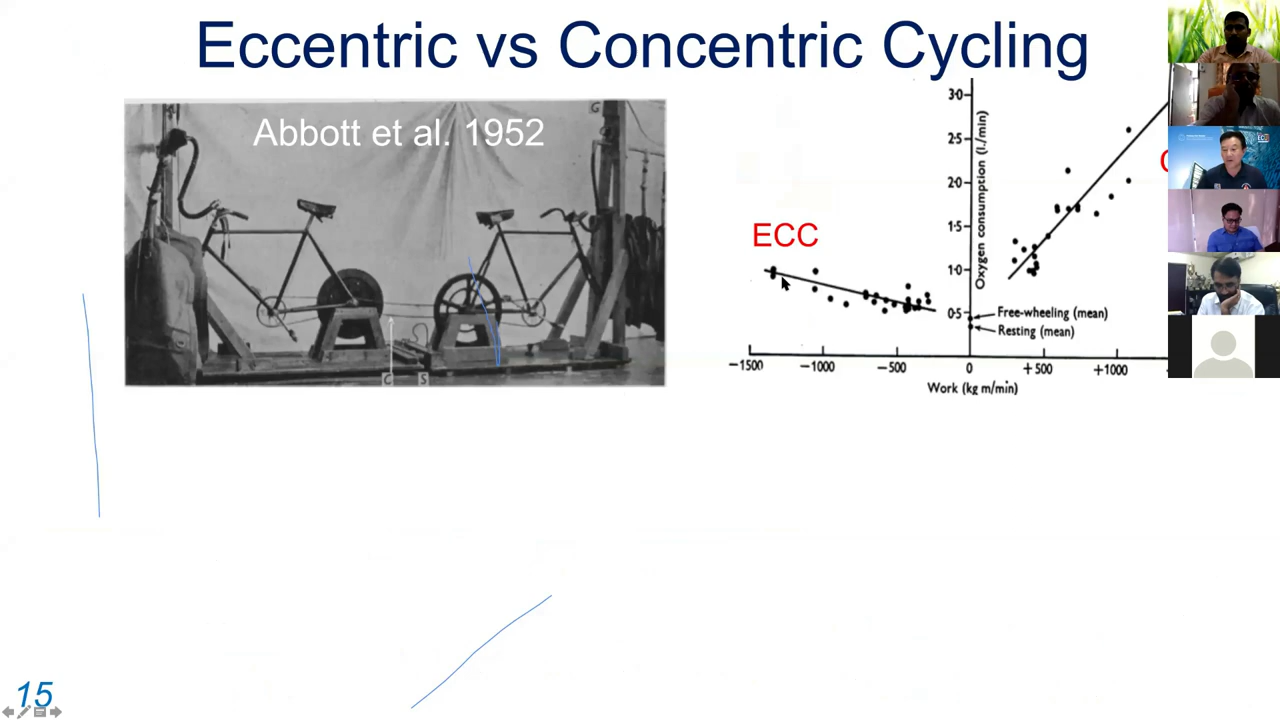 Eccentric vs Concentric Cycling
Abbott et al. 1952
G
C S
ECC
C
Oxygen consumption (l./min)
3·0
2·5
2·0
1·5
1·0
0·5
Free-wheeling (mean)
Resting (mean)
−1500 −1000 −500 0 +500 +1000
Work (kg m/min)
15